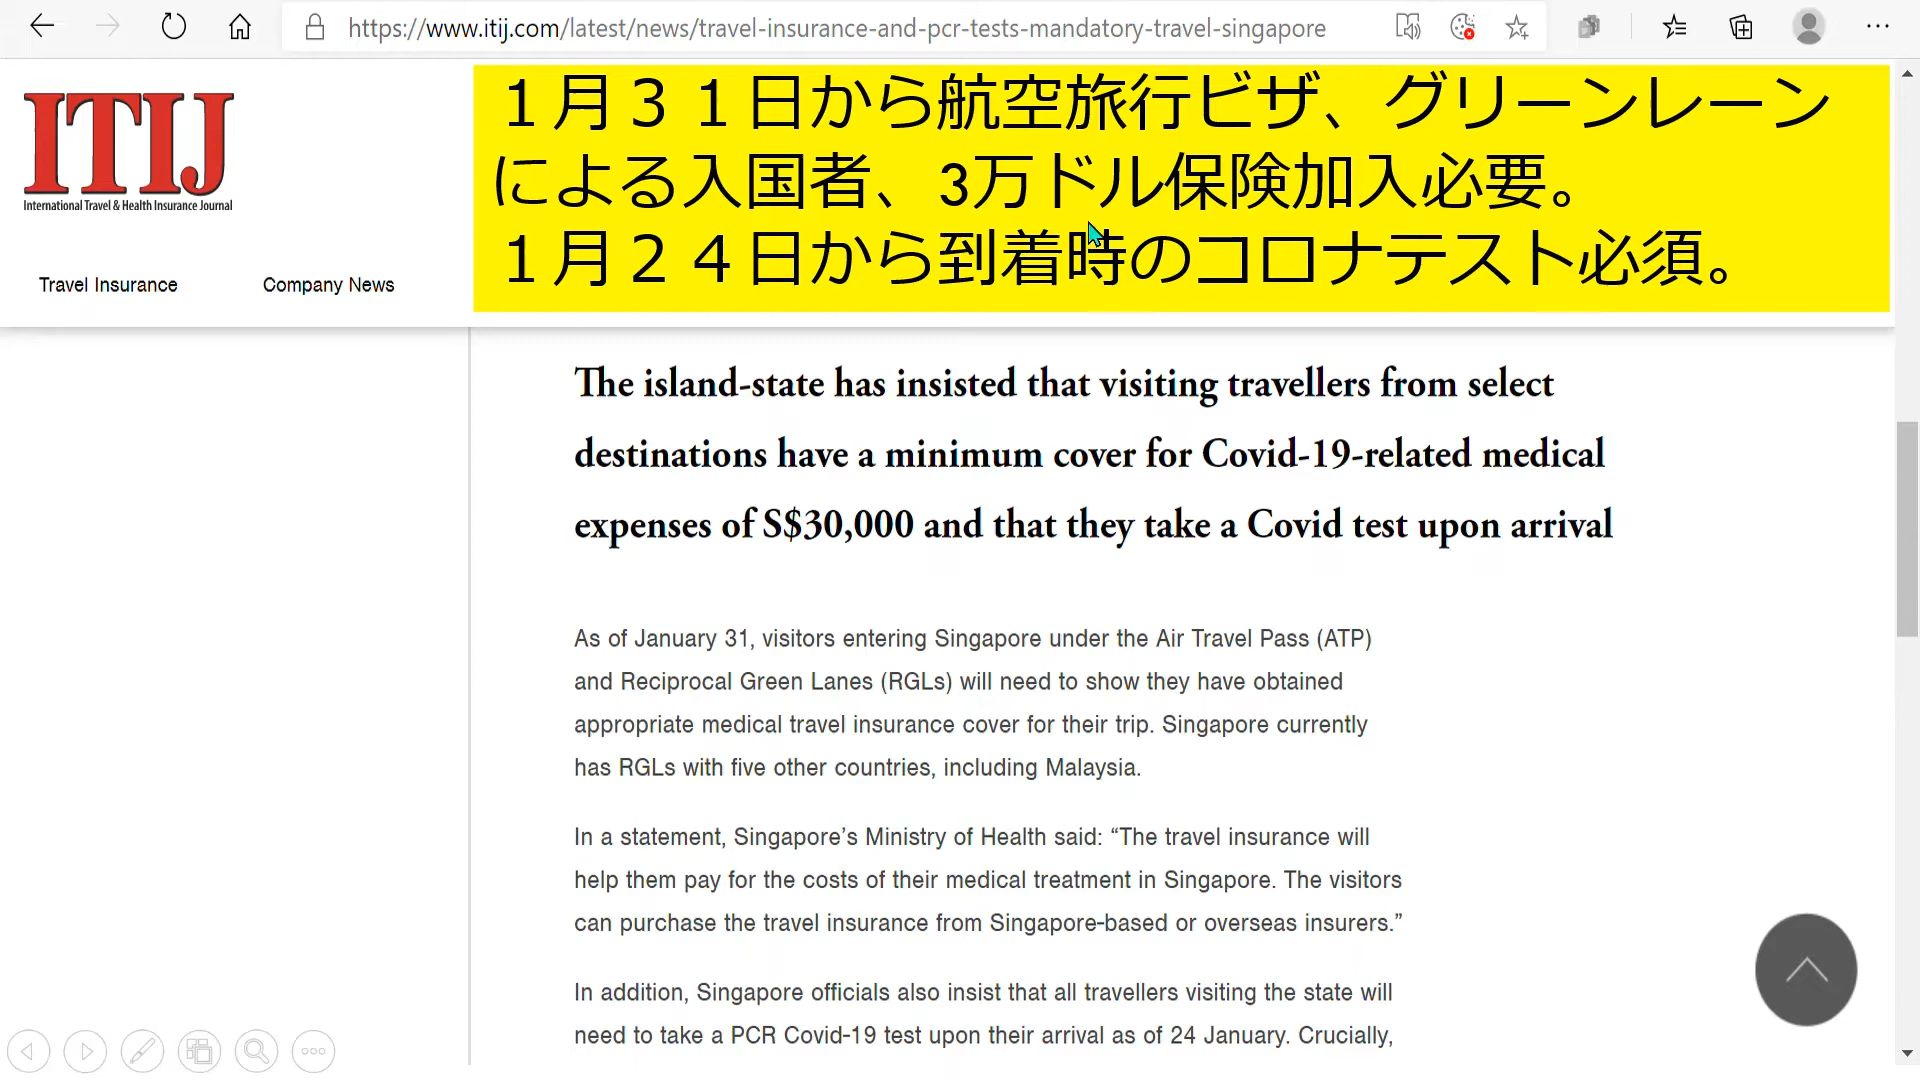 https://www.itij.com/latest/news/travel-insurance-and-pcr-tests-mandatory-travel-singapore
ITIJ
International Travel & Health Insurance Journal
Travel Insurance
Company News
１月３１日から航空旅行ビザ、グリーンレーン
による入国者、3万ドル保険加入必要。
１月２４日から到着時のコロナテスト必須。
The island-state has insisted that visiting travellers from select
destinations have a minimum cover for Covid-19-related medical
expenses of S$30,000 and that they take a Covid test upon arrival
As of January 31, visitors entering Singapore under the Air Travel Pass (ATP)
and Reciprocal Green Lanes (RGLs) will need to show they have obtained
appropriate medical travel insurance cover for their trip. Singapore currently
has RGLs with five other countries, including Malaysia.
In a statement, Singapore’s Ministry of Health said: “The travel insurance will
help them pay for the costs of their medical treatment in Singapore. The visitors
can purchase the travel insurance from Singapore-based or overseas insurers.”
In addition, Singapore officials also insist that all travellers visiting the state will
need to take a PCR Covid-19 test upon their arrival as of 24 January. Crucially,